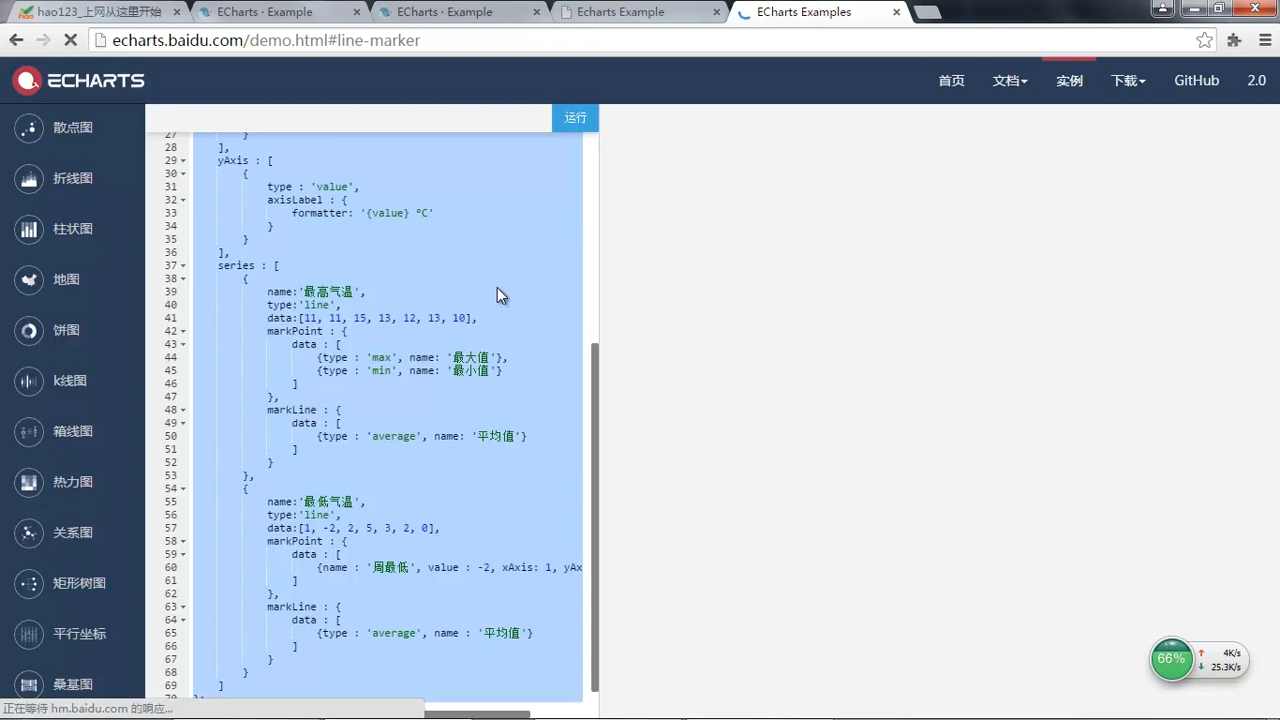 hao123_上网从这里开始
ECharts · Example
ECharts · Example
ECharts Example
ECharts Examples
echarts.baidu.com/demo.html#line-marker
ECHARTS
首页
文档
实例
下载
GitHub
2.0
运行
散点图
折线图
柱状图
地图
饼图
k线图
箱线图
热力图
关系图
矩形树图
平行坐标
桑基图
27 }
28 ],
29 yAxis : [
30 {
31 type : 'value',
32 axisLabel : {
33 formatter: '{value} °C'
34 }
35 }
36 ],
37 series : [
38 {
39 name:'最高气温',
40 type:'line',
41 data:[11, 11, 15, 13, 12, 13, 10],
42 markPoint : {
43 data : [
44 {type : 'max', name: '最大值'},
45 {type : 'min', name: '最小值'}
46 ]
47 },
48 markLine : {
49 data : [
50 {type : 'average', name: '平均值'}
51 ]
52 }
53 },
54 {
55 name:'最低气温',
56 type:'line',
57 data:[1, -2, 2, 5, 3, 2, 0],
58 markPoint : {
59 data : [
60 {name : '周最低', value : -2, xAxis: 1, yAx
61 ]
62 },
63 markLine : {
64 data : [
65 {type : 'average', name : '平均值'}
66 ]
67 }
68 }
69 ]
70 };
66%
4K/s
25.3K/s
正在等待 hm.baidu.com 的响应...